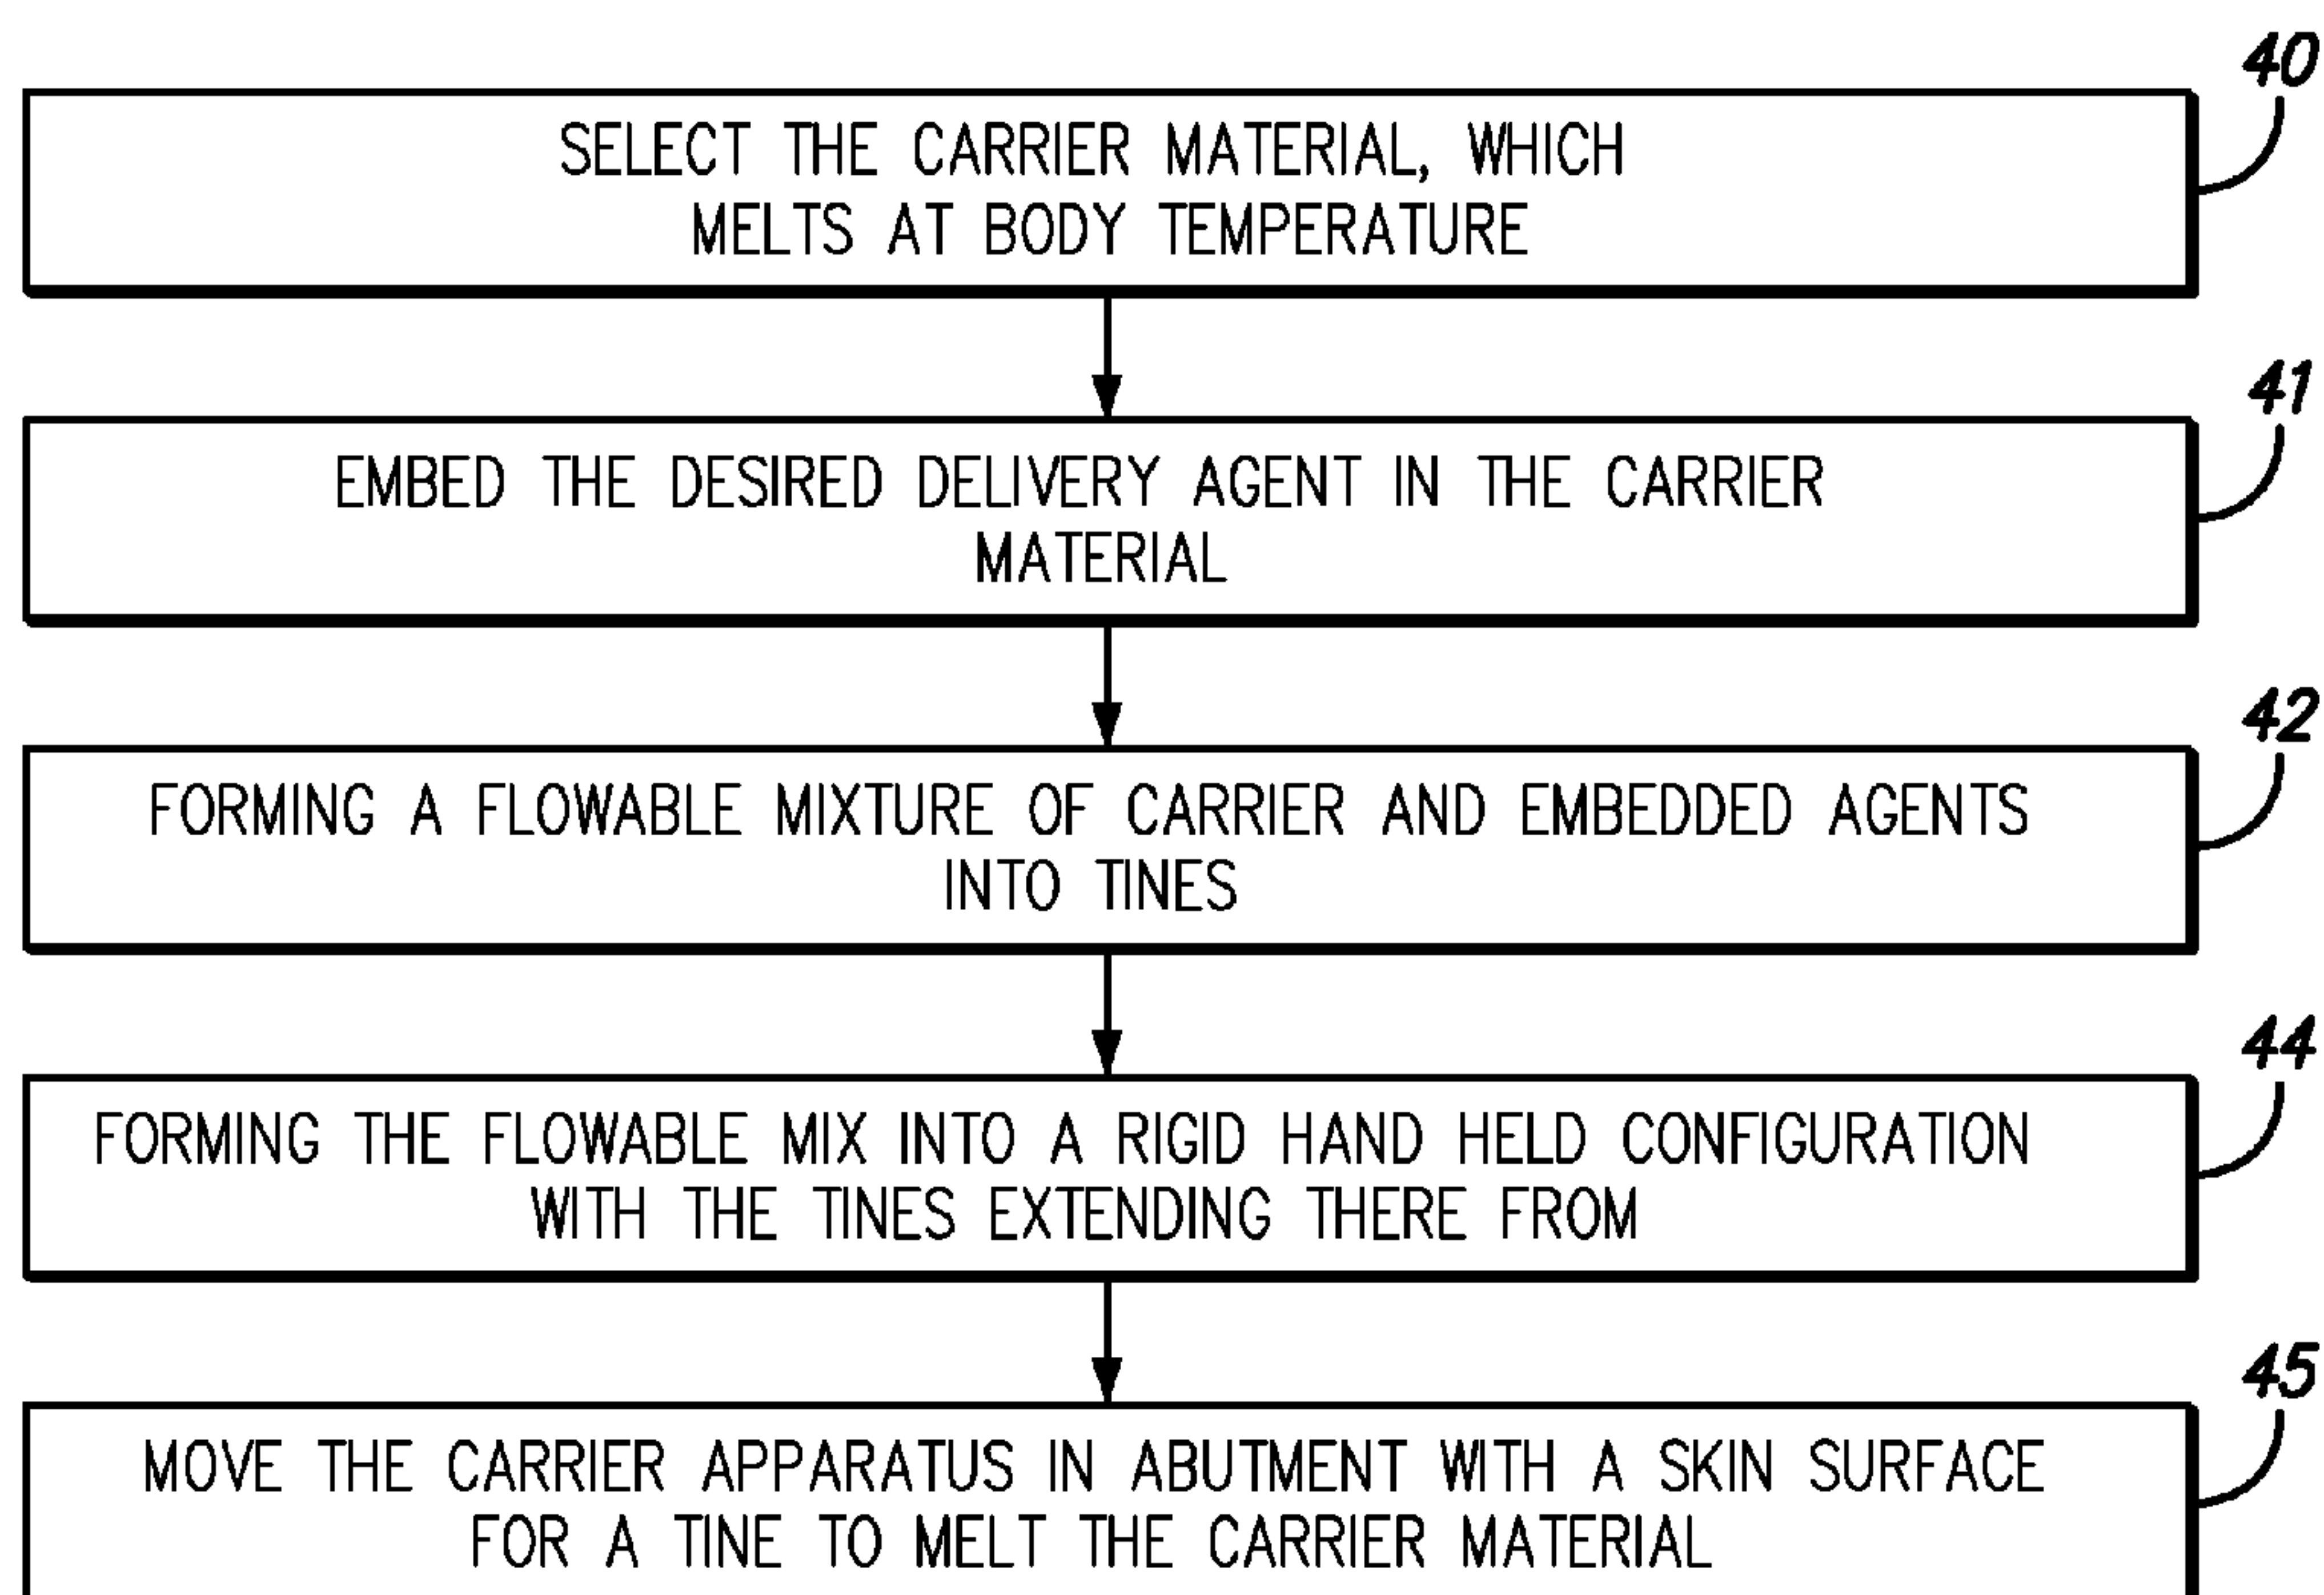 40
SELECT THE CARRIER MATERIAL, WHICH
MELTS AT BODY TEMPERATURE
41
EMBED THE DESIRED DELIVERY AGENT IN THE CARRIER
MATERIAL
42
FORMING A FLOWABLE MIXTURE OF CARRIER AND EMBEDDED AGENTS
INTO TINES
44
FORMING THE FLOWABLE MIX INTO A RIGID HAND HELD CONFIGURATION
WITH THE TINES EXTENDING THERE FROM
45
MOVE THE CARRIER APPARATUS IN ABUTMENT WITH A SKIN SURFACE
FOR A TINE TO MELT THE CARRIER MATERIAL